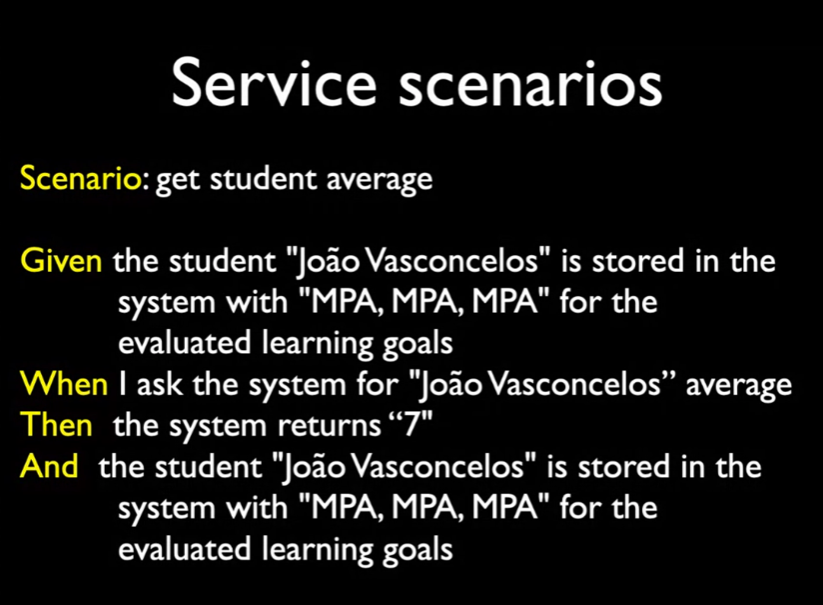 Service scenarios
Scenario: get student average
Given the student "João Vasconcelos" is stored in the
system with "MPA, MPA, MPA" for the
evaluated learning goals
When I ask the system for "João Vasconcelos” average
Then the system returns “7"
And the student "João Vasconcelos" is stored in the
system with "MPA, MPA, MPA" for the
evaluated learning goals